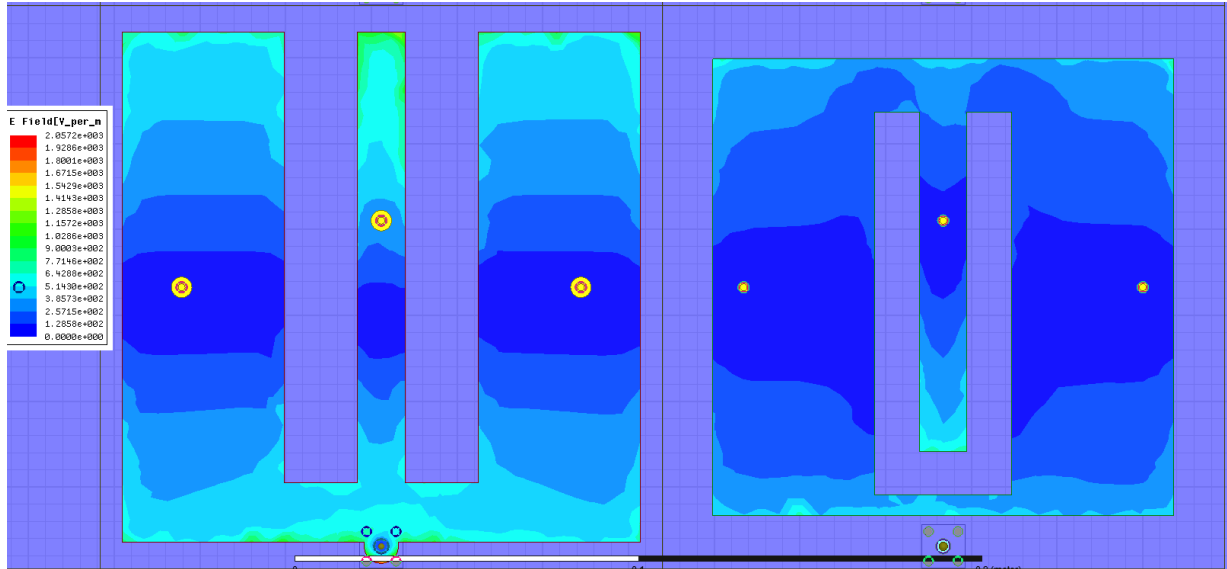 E Field[V_per_m
2.0572e+003
1.9286e+003
1.8001e+003
1.6715e+003
1.5429e+003
1.4143e+003
1.2858e+003
1.1572e+003
1.0286e+003
9.0003e+002
7.7146e+002
6.4288e+002
5.1430e+002
3.8573e+002
2.5715e+002
1.2858e+002
0.0000e+000